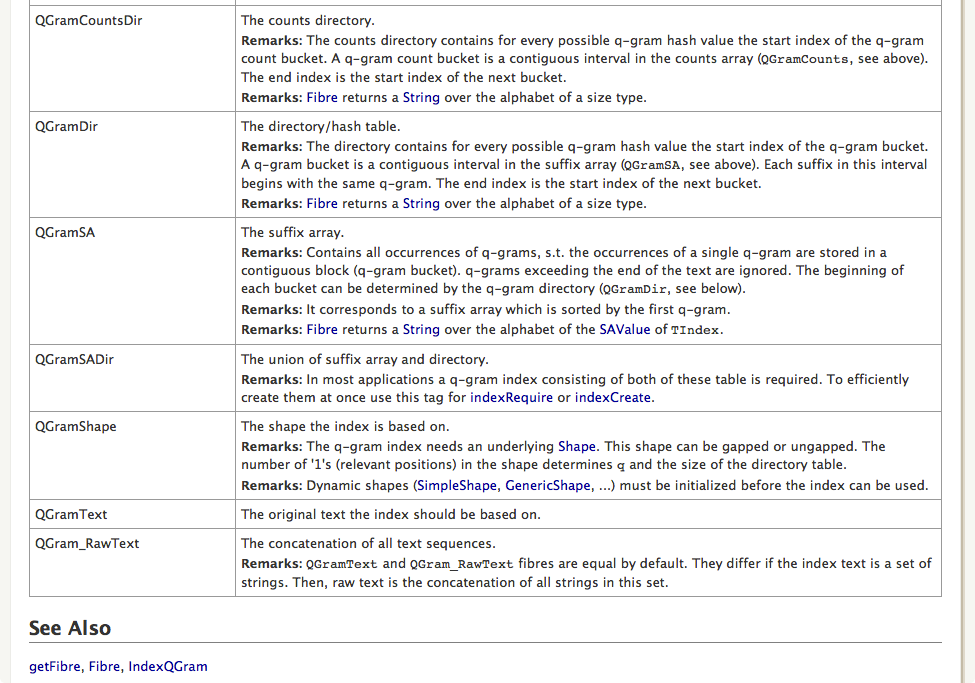 QGramCountsDir
The counts directory.
Remarks: The counts directory contains for every possible q-gram hash value the start index of the q-gram
count bucket. A q-gram count bucket is a contiguous interval in the counts array (QGramCounts, see above).
The end index is the start index of the next bucket.
Remarks: Fibre returns a String over the alphabet of a size type.
QGramDir
The directory/hash table.
Remarks: The directory contains for every possible q-gram hash value the start index of the q-gram bucket.
A q-gram bucket is a contiguous interval in the suffix array (QGramSA, see above). Each suffix in this interval
begins with the same q-gram. The end index is the start index of the next bucket.
Remarks: Fibre returns a String over the alphabet of a size type.
QGramSA
The suffix array.
Remarks: Contains all occurrences of q-grams, s.t. the occurrences of a single q-gram are stored in a
contiguous block (q-gram bucket). q-grams exceeding the end of the text are ignored. The beginning of
each bucket can be determined by the q-gram directory (QGramDir, see below).
Remarks: It corresponds to a suffix array which is sorted by the first q-gram.
Remarks: Fibre returns a String over the alphabet of the SAValue of TIndex.
QGramSADir
The union of suffix array and directory.
Remarks: In most applications a q-gram index consisting of both of these table is required. To efficiently
create them at once use this tag for indexRequire or indexCreate.
QGramShape
The shape the index is based on.
Remarks: The q-gram index needs an underlying Shape. This shape can be gapped or ungapped. The
number of '1's (relevant positions) in the shape determines q and the size of the directory table.
Remarks: Dynamic shapes (SimpleShape, GenericShape, ...) must be initialized before the index can be used.
QGramText
The original text the index should be based on.
QGram_RawText
The concatenation of all text sequences.
Remarks: QGramText and QGram_RawText fibres are equal by default. They differ if the index text is a set of
strings. Then, raw text is the concatenation of all strings in this set.
See Also
getFibre, Fibre, IndexQGram